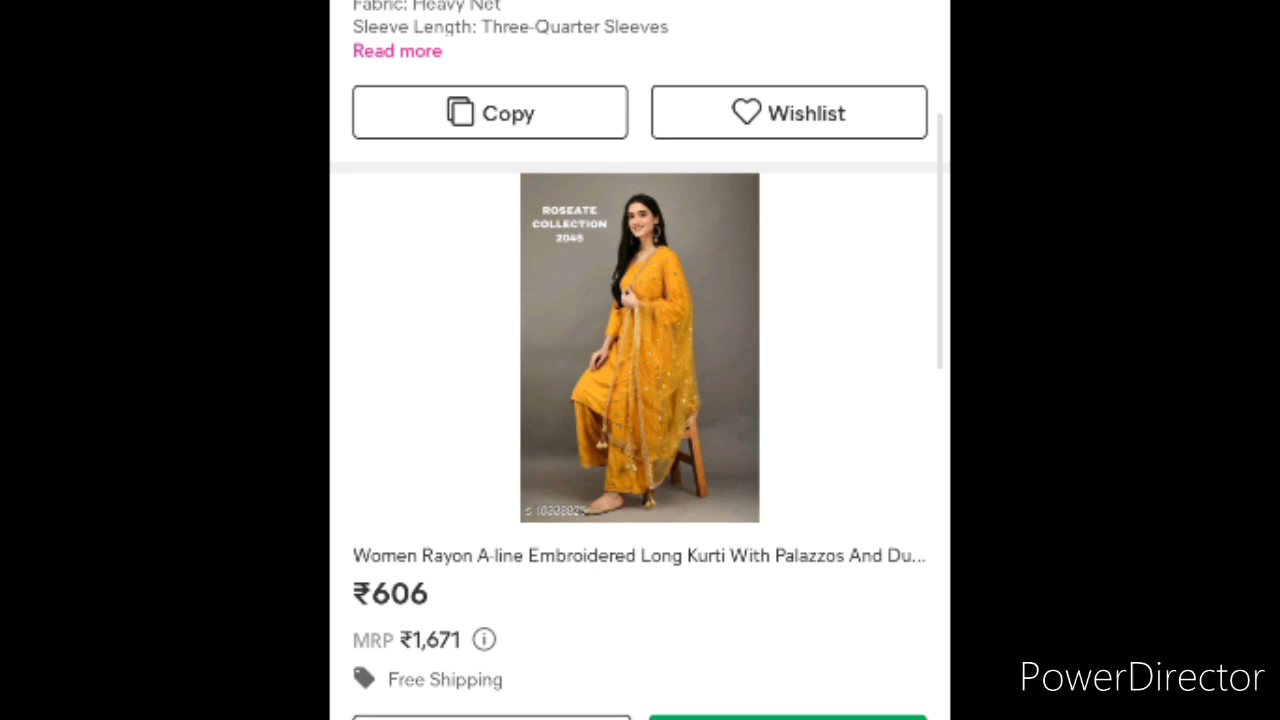 Fabric: Heavy Net
Sleeve Length: Three-Quarter Sleeves
Read more
Copy
Wishlist
ROSEATE
COLLECTION
2045
Women Rayon A-line Embroidered Long Kurti With Palazzos And Du...
₹606
MRP ₹1,671
Free Shipping
PowerDirector